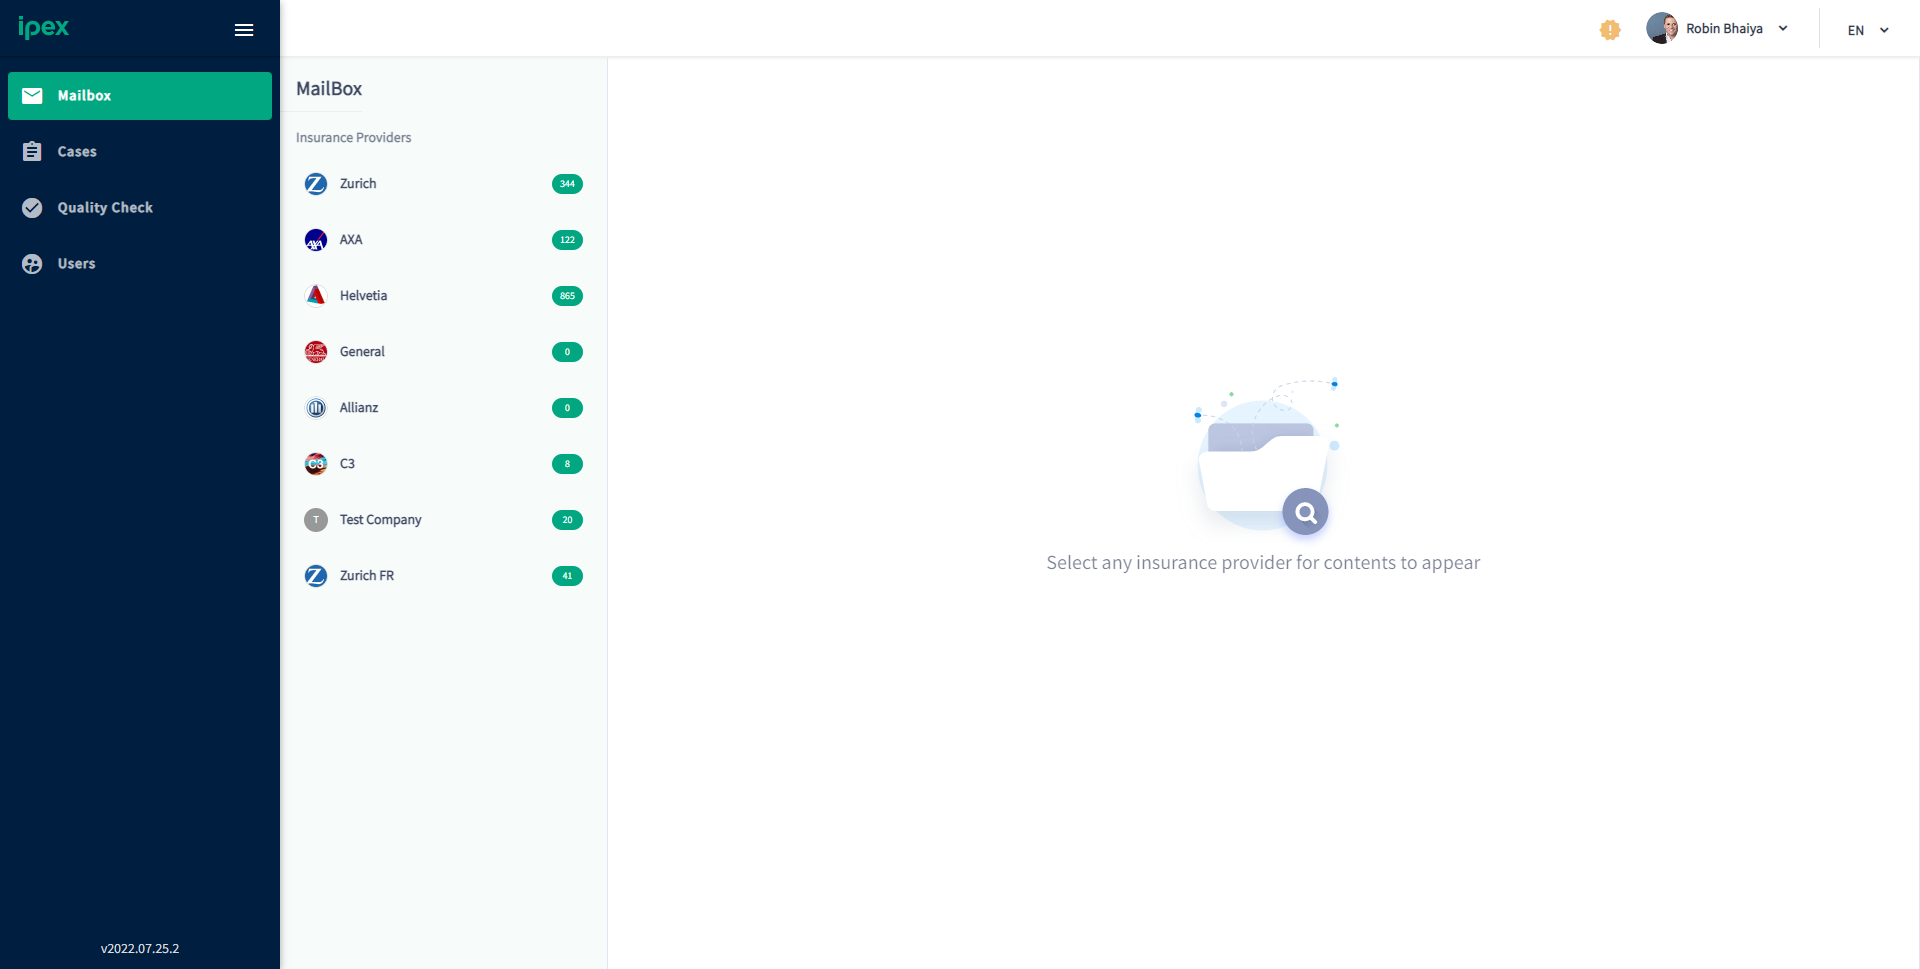 ipex
Robin Bhaiya
EN
Mailbox
Cases
Quality Check
Users
v2022.07.25.2
MailBox
Insurance Providers
Zurich 344
AXA 122
Helvetia 865
General 0
Allianz 0
C3 C3 8
T Test Company 20
Zurich FR 41
Select any insurance provider for contents to appear